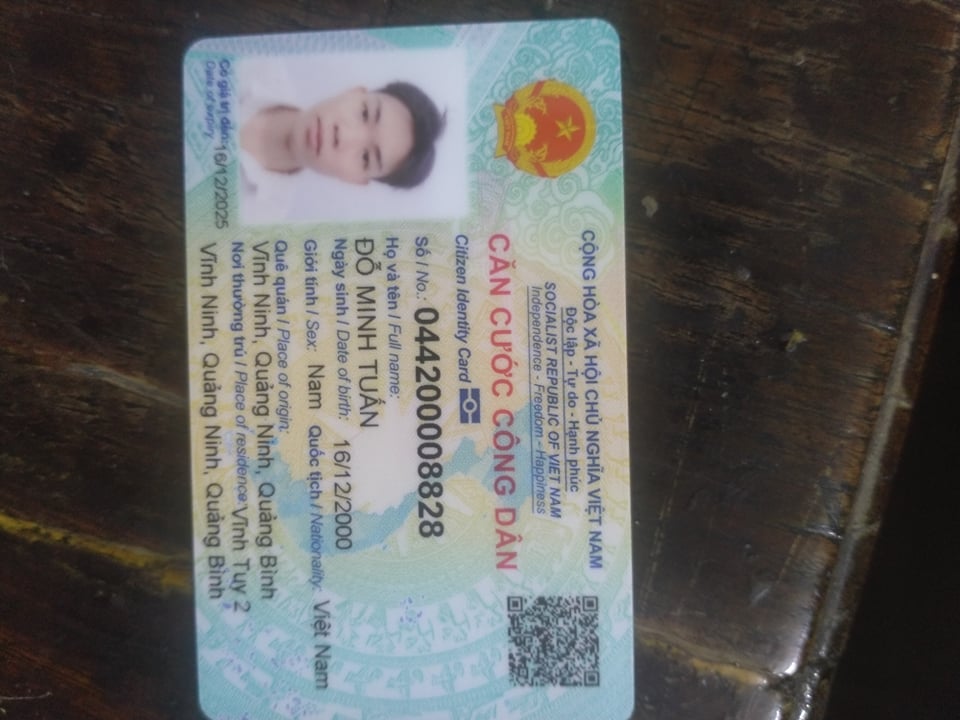 CỘNG HÒA XÃ HỘI CHỦ NGHĨA VIỆT NAM
Độc lập - Tự do - Hạnh phúc
SOCIALIST REPUBLIC OF VIET NAM
Independence - Freedom - Happiness
CĂN CƯỚC CÔNG DÂN
Citizen Identity Card
Số / No.: 044200008828
Họ và tên / Full name:
ĐỖ MINH TUẤN
Ngày sinh / Date of birth: 16/12/2000
Giới tính / Sex: Nam Quốc tịch / Nationality: Việt Nam
Quê quán / Place of origin:
Vĩnh Ninh, Quảng Ninh, Quảng Bình
Nơi thường trú / Place of residence: Vĩnh Tuy 2
Vĩnh Ninh, Quảng Ninh, Quảng Bình
Có giá trị đến: 16/12/2025
Date of expiry